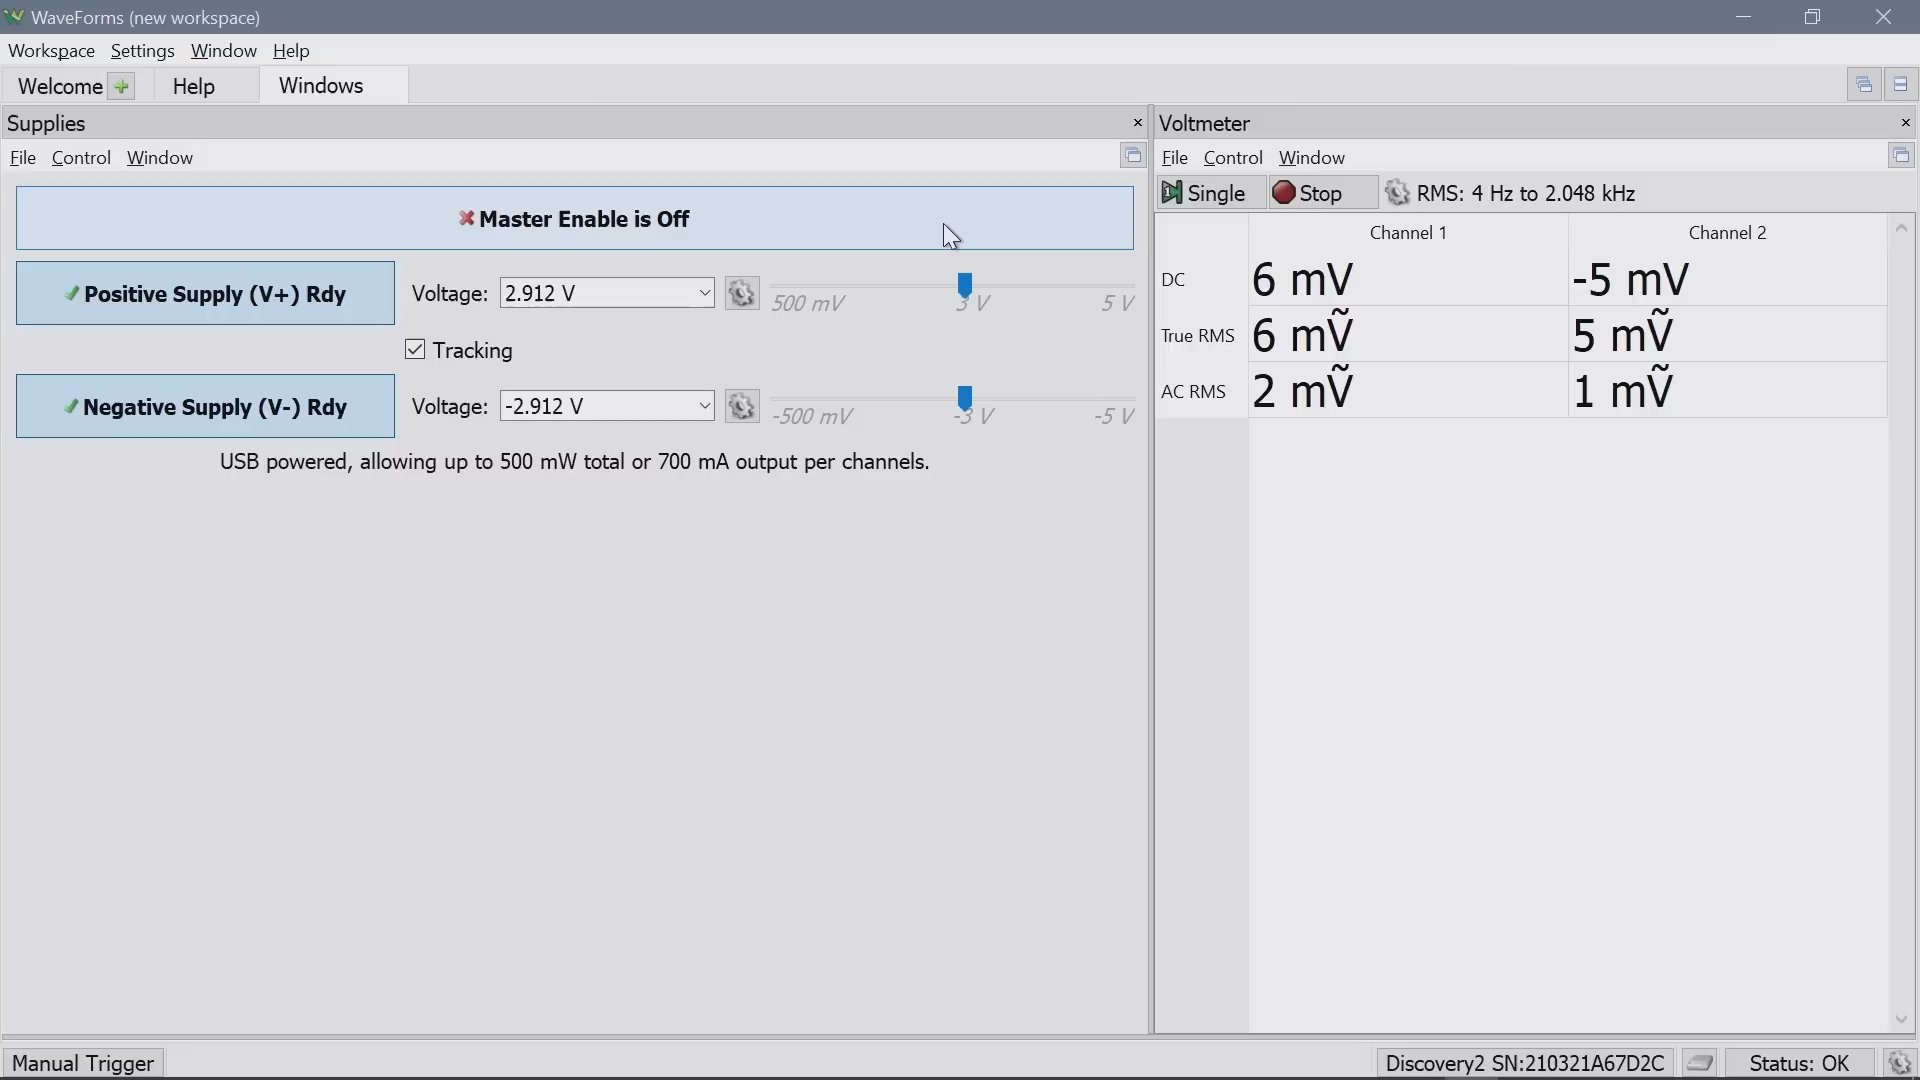 WaveForms (new workspace)
Workspace Settings Window Help
Welcome Help Windows
Supplies
File Control Window
Master Enable is Off
Positive Supply (V+) Rdy Voltage: 2.912 V 500 mV 3 V 5 V
Tracking
Negative Supply (V-) Rdy Voltage: -2.912 V -500 mV -3 V -5 V
USB powered, allowing up to 500 mW total or 700 mA output per channels.
Voltmeter
File Control Window
Single Stop RMS: 4 Hz to 2.048 kHz
Channel 1 Channel 2
DC 6 mV -5 mV
True RMS 6 mṼ 5 mṼ
AC RMS 2 mṼ 1 mṼ
Manual Trigger Discovery2 SN:210321A67D2C Status: OK